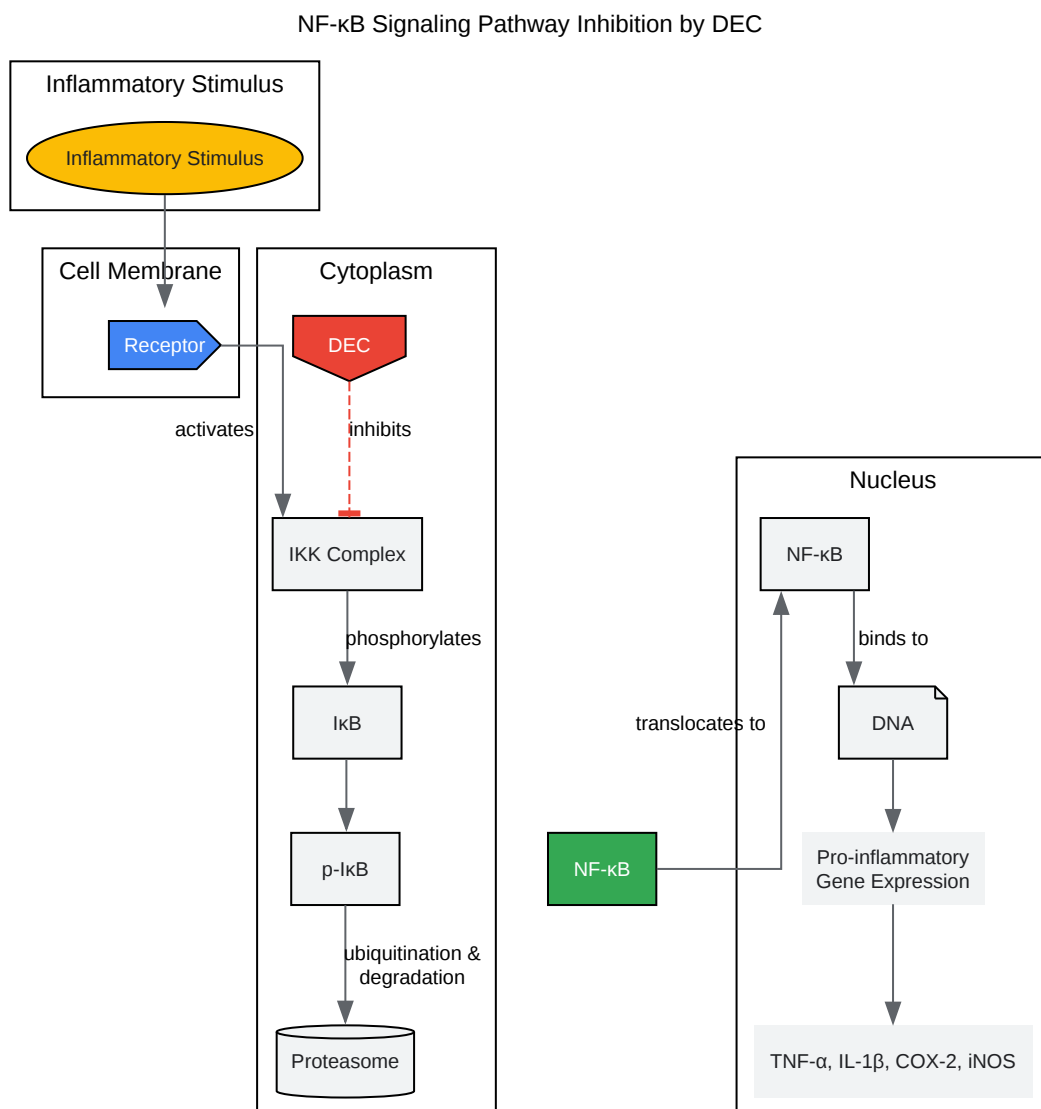 NF-κB Signaling Pathway Inhibition by DEC
Inflammatory Stimulus
Inflammatory Stimulus
Cell Membrane
Receptor
activates
Cytoplasm
DEC
inhibits
IKK Complex
phosphorylates
IκB
p-IκB
ubiquitination &
degradation
Proteasome
NF-κB
translocates to
Nucleus
NF-κB
binds to
DNA
Pro-inflammatory
Gene Expression
TNF-α, IL-1β, COX-2, iNOS